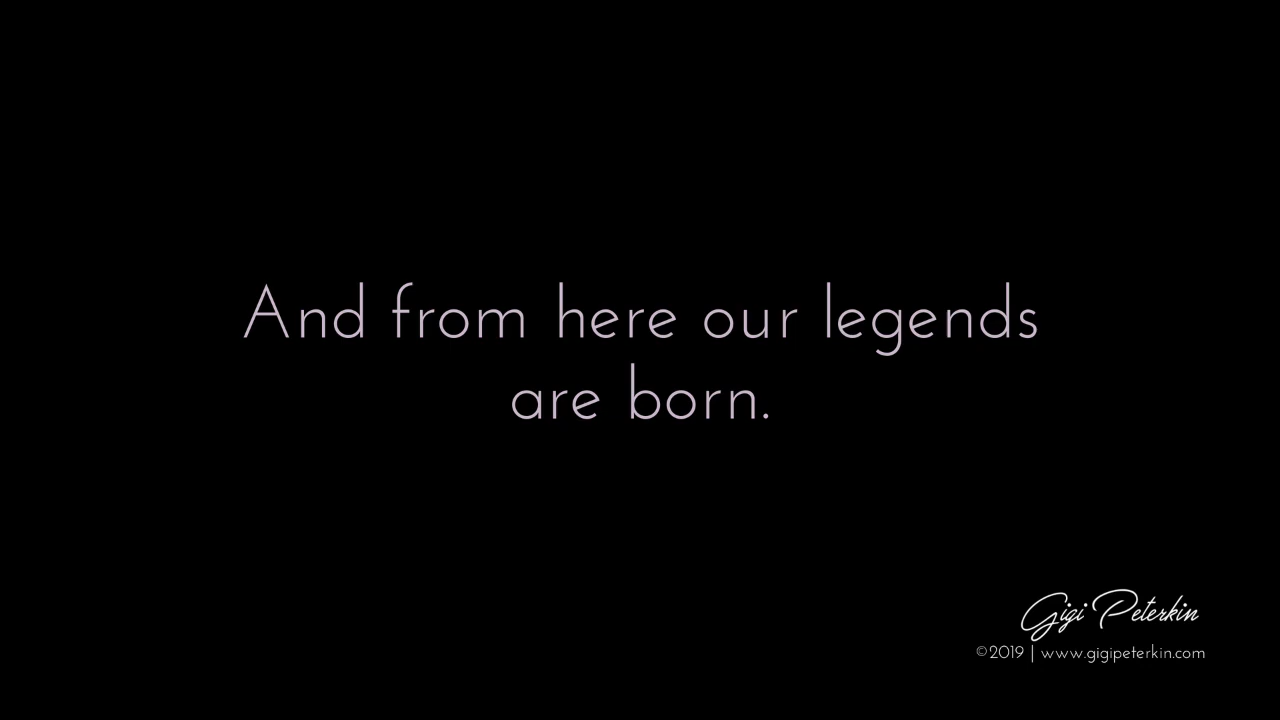 And from here our legends
are born.
Gigi Peterkin
©2019 | www.gigipeterkin.com